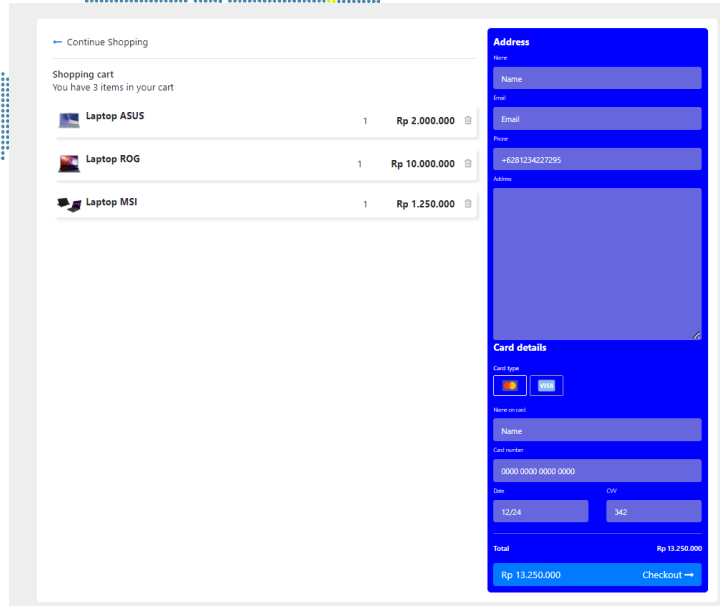 ← Continue Shopping
Shopping cart
You have 3 items in your cart
Laptop ASUS 1 Rp 2.000.000
Laptop ROG 1 Rp 10.000.000
Laptop MSI 1 Rp 1.250.000
Address
Name
Name
Email
Email
Phone
+6281234227295
Address
Card details
Card type
VISA
Name on card
Name
Card number
0000 0000 0000 0000
Date CVV
12/24 342
Total Rp 13.250.000
Rp 13.250.000 Checkout →